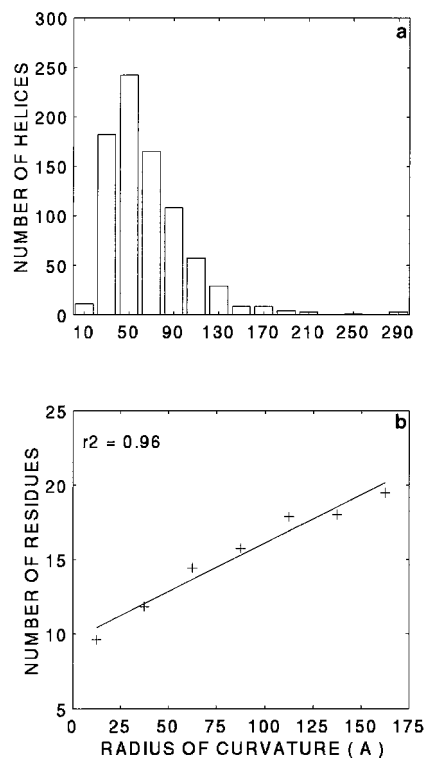 a
300
250
200
150
100
50
0
NUMBER OF HELICES
10 50 90 130 170 210 250 290
b
r2 = 0.96
25
20
15
10
5
NUMBER OF RESIDUES
0 25 50 75 100 125 150 175
RADIUS OF CURVATURE ( A )